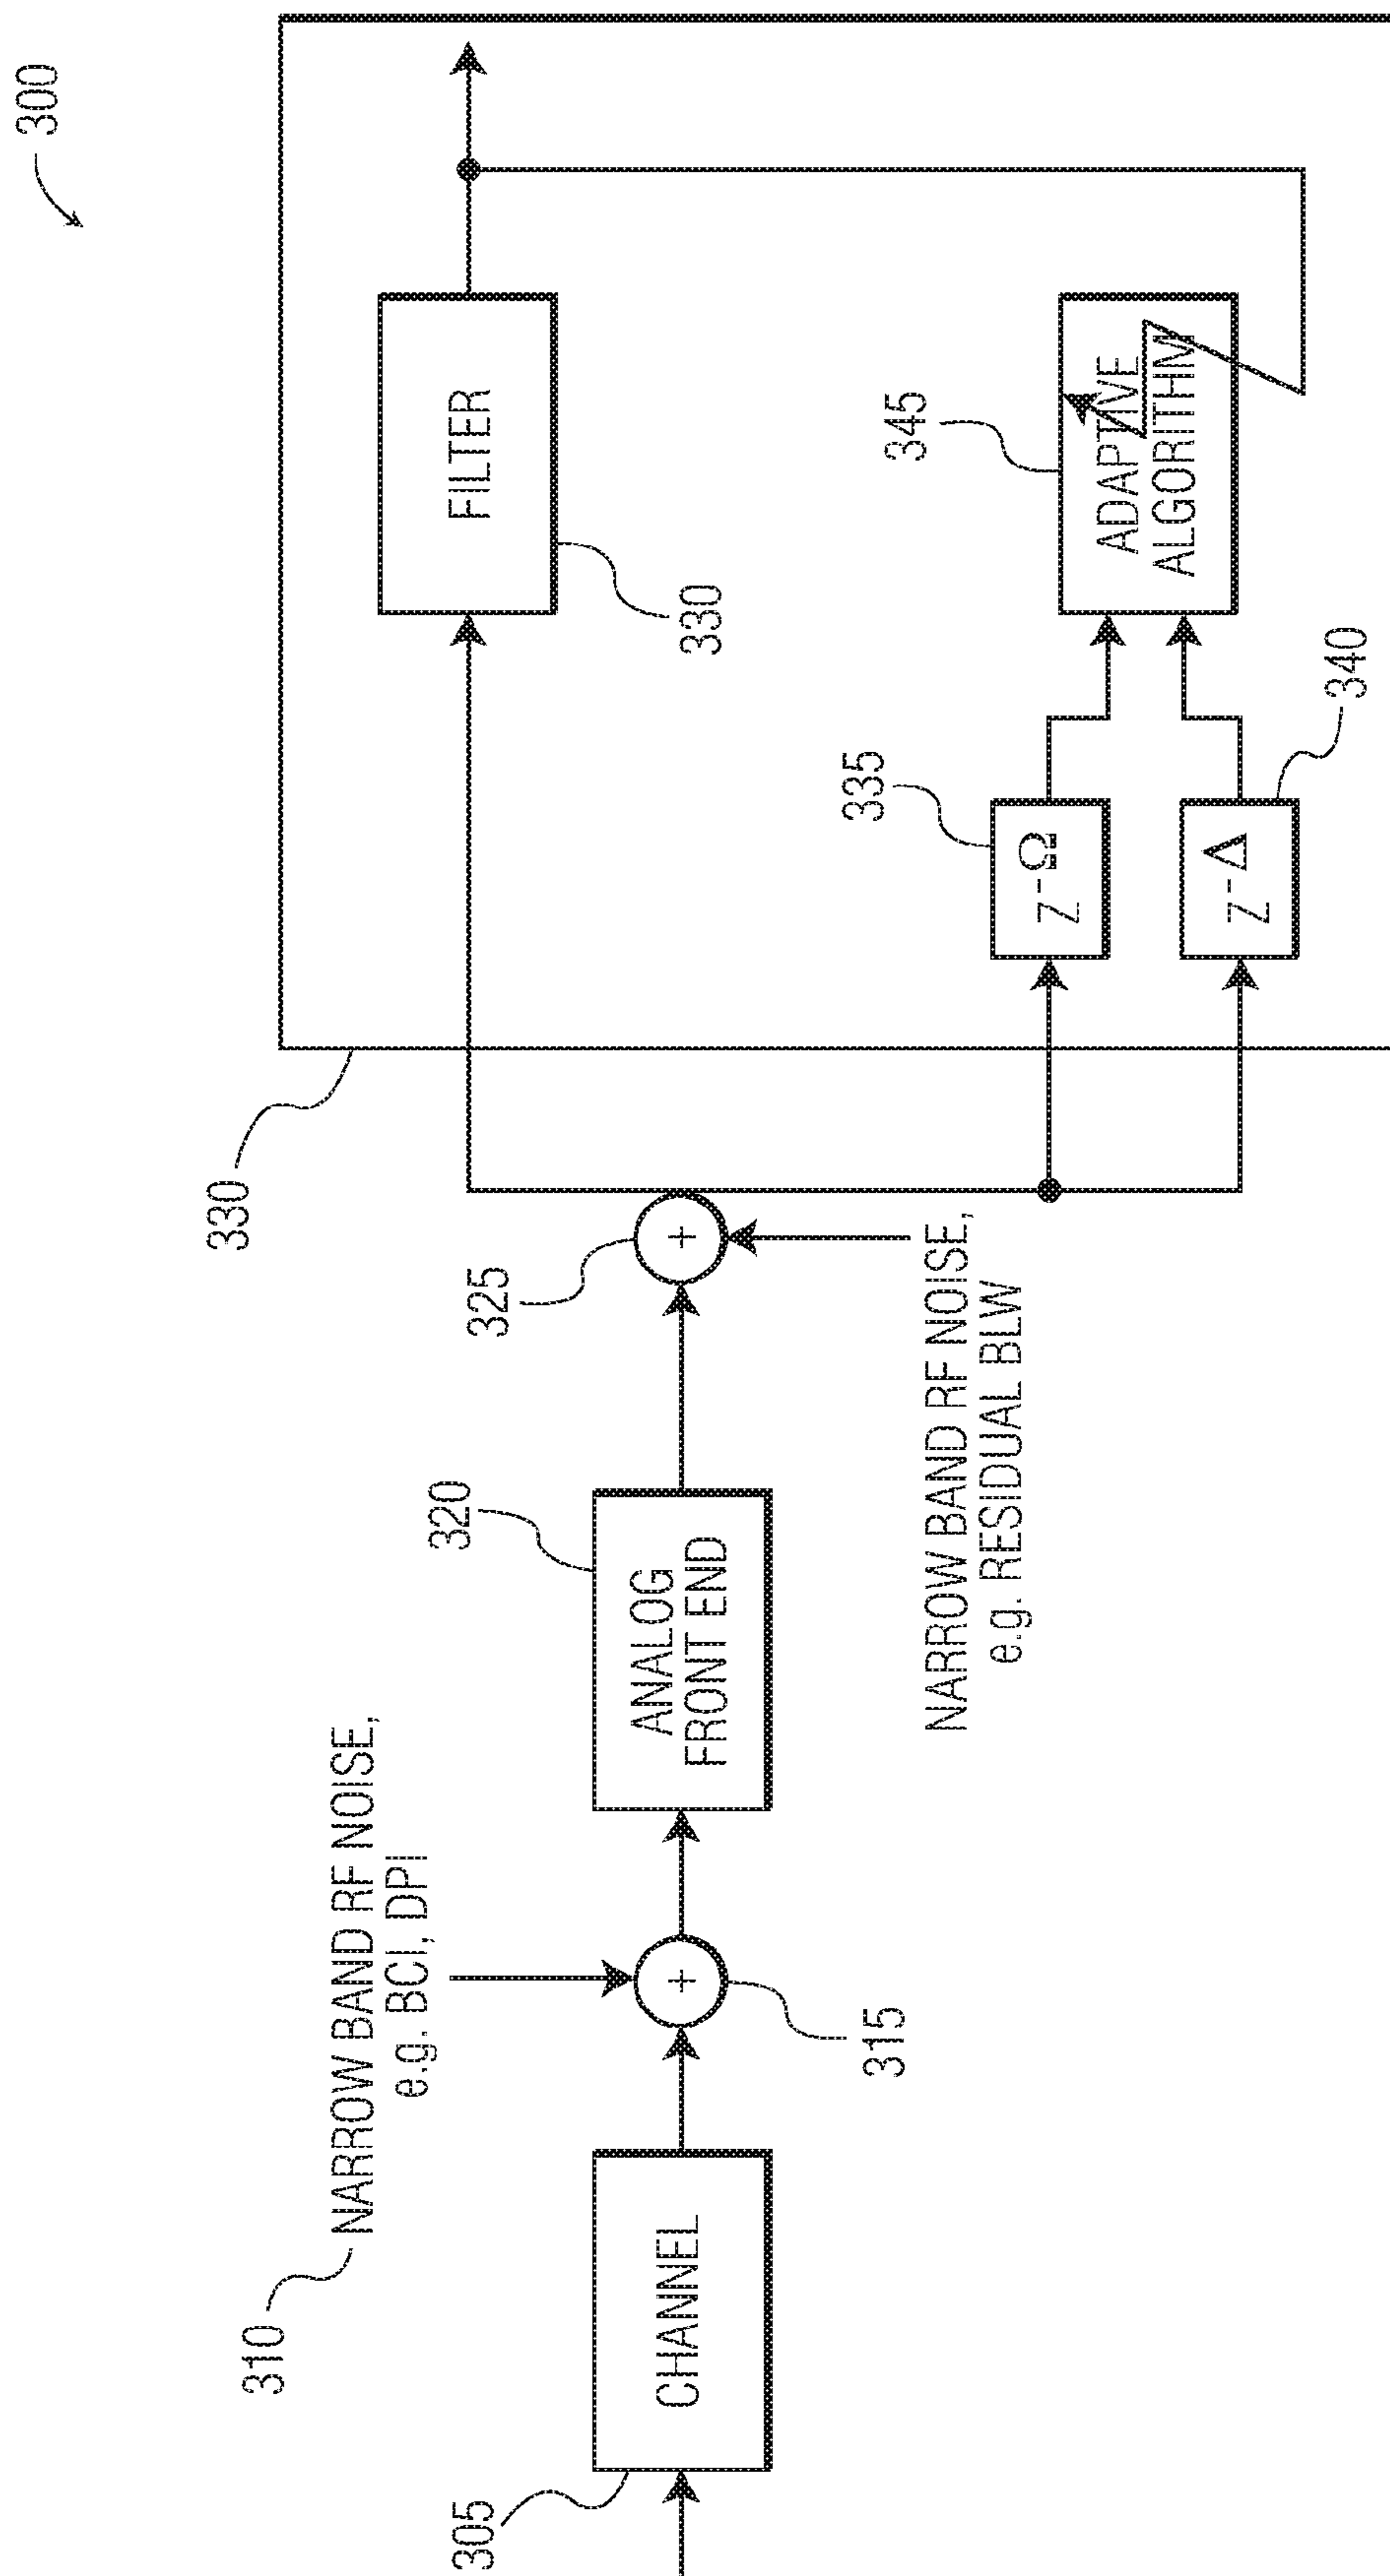 300
FILTER
330
345
ADAPTIVE
ALGORITHM
335
z-Ω
340
z-Δ
330
325
NARROW BAND RF NOISE,
e.g. RESIDUAL BLW
320
ANALOG
FRONT END
310
NARROW BAND RF NOISE,
e.g. BCI, DPI
315
305
CHANNEL
+
+